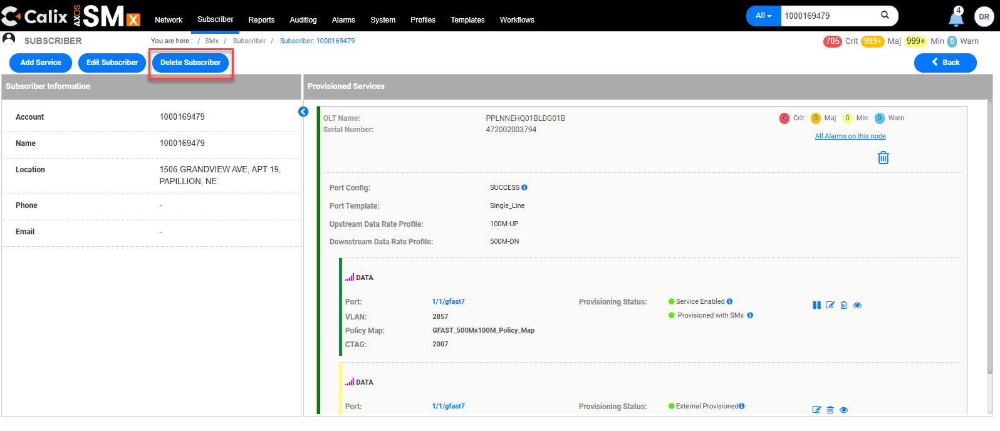 Calix AXOS SMx
Network Subscriber Reports Auditlog Alarms System Profiles Templates Workflows
All 1000169479 4 DR
SUBSCRIBER You are here : / SMx / Subscriber / Subscriber: 1000169479 705 Crit 999+ Maj 999+ Min 0 Warn
Add Service Edit Subscriber Delete Subscriber Back
Subscriber Information
Account 1000169479
Name 1000169479
Location 1506 GRANDVIEW AVE, APT 19,
PAPILLION, NE
Phone -
Email -
Provisioned Services
OLT Name: PPLNNEHQ01BLDG01B 0 Crit 0 Maj 0 Min 0 Warn
Serial Number: 472002003794
All Alarms on this node
Port Config: SUCCESS
Port Template: Single_Line
Upstream Data Rate Profile: 100M-UP
Downstream Data Rate Profile: 500M-DN
DATA
Port: 1/1/gfast7 Provisioning Status: Service Enabled
VLAN: 2857 Provisioned with SMx
Policy Map: GFAST_500Mx100M_Policy_Map
CTAG: 2007
DATA
Port: 1/1/gfast7 Provisioning Status: External Provisioned